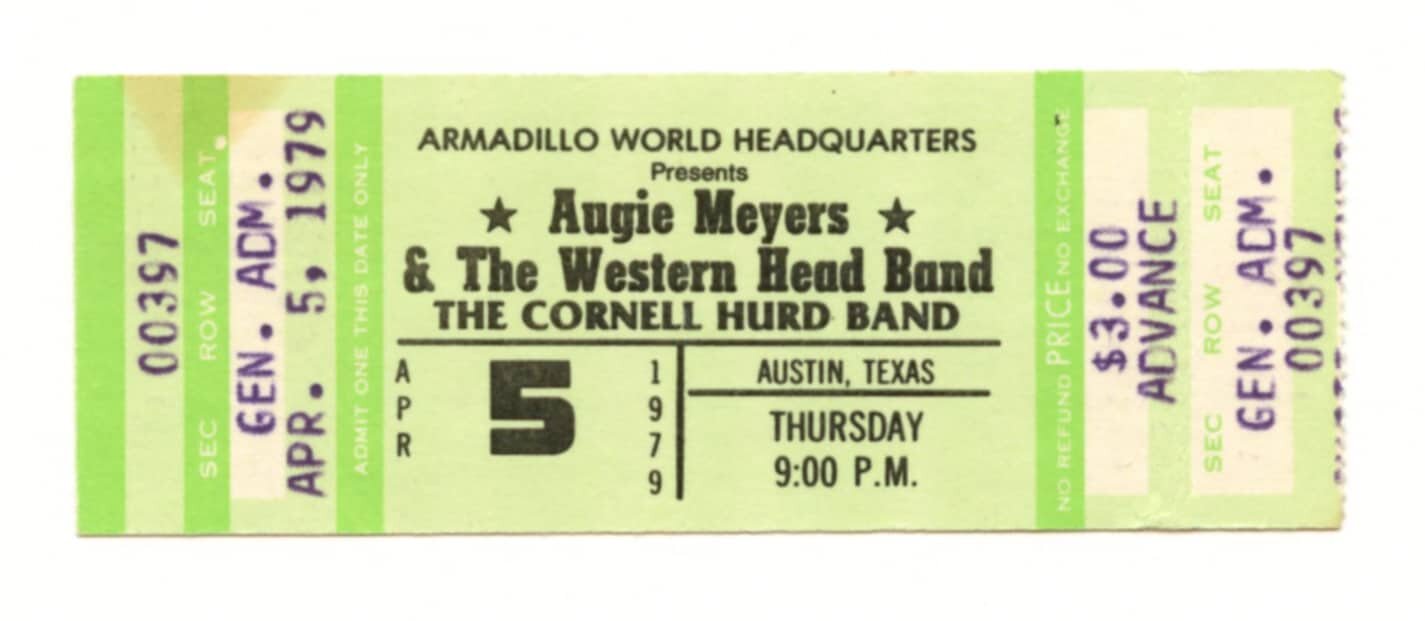 00397
SEC ROW SEAT
GEN. ADM.
APR. 5, 1979
ADMIT ONE THIS DATE ONLY
ARMADILLO WORLD HEADQUARTERS
Presents
★ Augie Meyers ★
& The Western Head Band
THE CORNELL HURD BAND
APR 5 1979
AUSTIN, TEXAS
THURSDAY
9:00 P.M.
NO REFUND PRICE NO EXCHANGE
$3.00
ADVANCE
SEC ROW SEAT
GEN. ADM.
00397